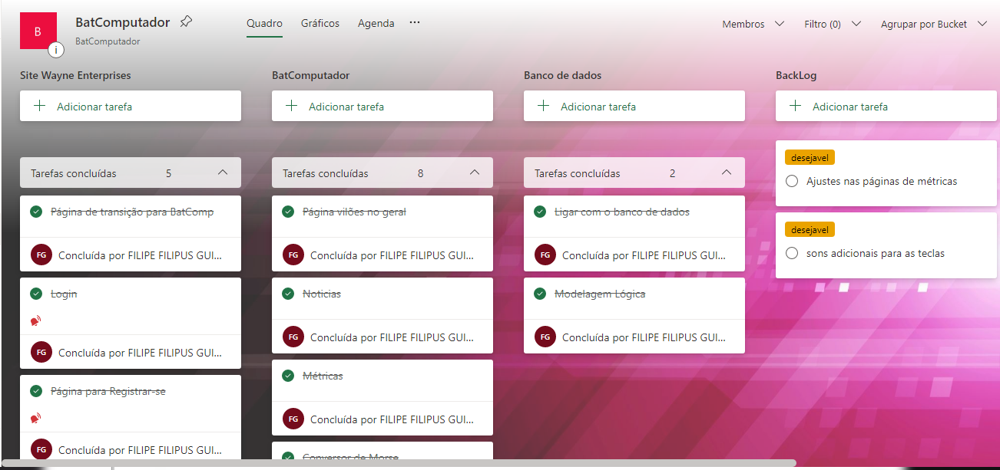 B
BatComputador
i
BatComputador
Quadro
Gráficos
Agenda
Membros
Filtro (0)
Agrupar por Bucket
Site Wayne Enterprises
Adicionar tarefa
Tarefas concluídas 5
Página de transição para BatComp
FG Concluída por FILIPE FILIPUS GUI...
Login
FG Concluída por FILIPE FILIPUS GUI...
Página para Registrar-se
FG Concluída por FILIPE FILIPUS GUI...
BatComputador
Adicionar tarefa
Tarefas concluídas 8
Página vilões no geral
FG Concluída por FILIPE FILIPUS GUI...
Noticias
FG Concluída por FILIPE FILIPUS GUI...
Métricas
FG Concluída por FILIPE FILIPUS GUI...
Conversor de Morse
Banco de dados
Adicionar tarefa
Tarefas concluídas 2
Ligar com o banco de dados
FG Concluída por FILIPE FILIPUS GUI...
Modelagem Lógica
FG Concluída por FILIPE FILIPUS GUI...
BackLog
Adicionar tarefa
desejavel
Ajustes nas páginas de métricas
desejavel
sons adicionais para as teclas